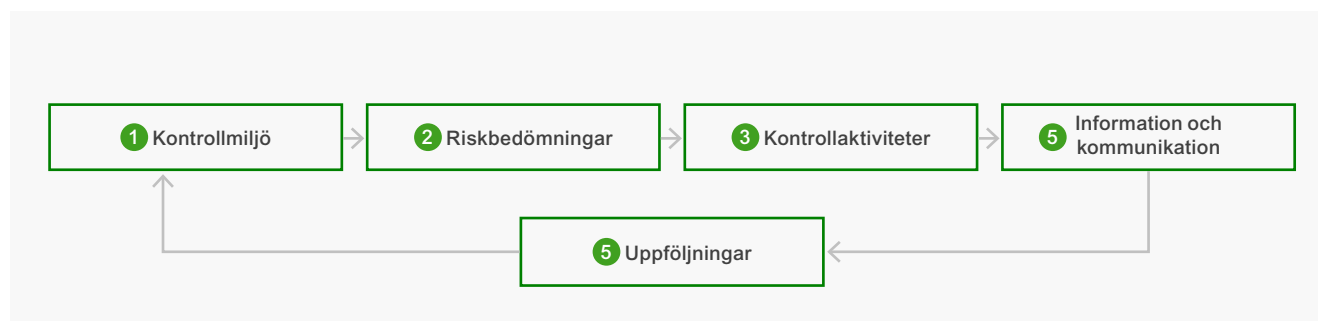 1 Kontrollmiljö
2 Riskbedömningar
3 Kontrollaktiviteter
5 Information och
kommunikation
5 Uppföljningar